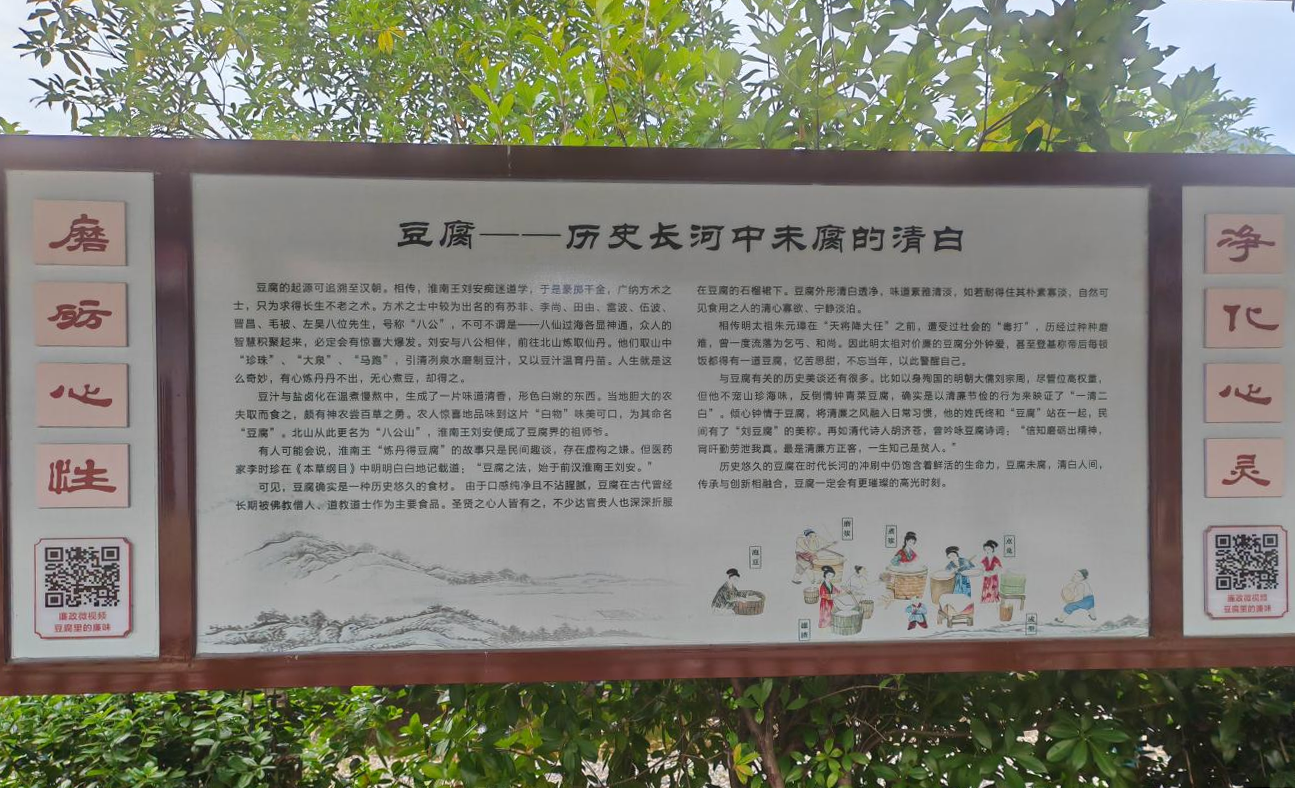 磨
砺
心
性
廉政微视频
豆腐里的廉味
豆腐——历史长河中未腐的清白
豆腐的起源可追溯至汉朝。相传，淮南王刘安痴迷道学，于是豪掷千金，广纳方术之
士，只为求得长生不老之术。方术之士中较为出名的有苏非、李尚、田由、雷波、伍波、
晋昌、毛被、左吴八位先生，号称“八公”，不可不谓是——八仙过海各显神通，众人的
智慧积聚起来，必定会有惊喜大爆发。刘安与八公相伴，前往北山炼取仙丹。他们取山中
“珍珠”、“大泉”、“马跑”，引清冽泉水磨制豆汁，又以豆汁温育丹苗。人生就是这
么奇妙，有心炼丹丹不出，无心煮豆，却得之。
豆汁与盐卤化在温煮慢熬中，生成了一片味道清香，形色白嫩的东西。当地胆大的农
夫取而食之，颇有神农尝百草之勇。农人惊喜地品味到这片“白物”味美可口，为其命名
“豆腐”。北山从此更名为“八公山”，淮南王刘安便成了豆腐界的祖师爷。
有人可能会说，淮南王“炼丹得豆腐”的故事只是民间趣谈，存在虚构之嫌。但医药
家李时珍在《本草纲目》中明明白白地记载道；“豆腐之法，始于前汉淮南王刘安。”
可见，豆腐确实是一种历史悠久的食材。 由于口感纯净且不沾腥腻，豆腐在古代曾经
长期被佛教僧人、道教道士作为主要食品。圣贤之心人皆有之，不少达官贵人也深深折服
在豆腐的石榴裙下。豆腐外形清白透净，味道素雅清淡，如若耐得住其朴素寡淡，自然可
见食用之人的清心寡欲、宁静淡泊。
相传明太祖朱元璋在“天将降大任”之前，遭受过社会的“毒打”，历经过种种磨
难，曾一度流落为乞丐、和尚。因此明太祖对价廉的豆腐分外钟爱，甚至登基称帝后每顿
饭都得有一道豆腐，忆苦思甜，不忘当年，以此警醒自己。
与豆腐有关的历史美谈还有很多。比如以身殉国的明朝大儒刘宗周，尽管位高权重，
但他不宠山珍海味，反倒情钟青菜豆腐，确实是以清廉节俭的行为来映证了“一清二
白”。倾心钟情于豆腐，将清廉之风融入日常习惯，他的姓氏终和“豆腐”站在一起，民
间有了“刘豆腐”的美称。再如清代诗人胡济苍，曾吟咏豆腐诗词；“信知磨砺出精神，
宵旰勤劳泄我真。最是清廉方正客，一生知己是贫人。”
历史悠久的豆腐在时代长河的冲刷中仍饱含着鲜活的生命力，豆腐未腐，清白人间，
传承与创新相融合，豆腐一定会有更璀璨的高光时刻。
泡豆
磨浆
煮浆
点卤
净
化
心
灵
廉政微视频
豆腐里的廉味